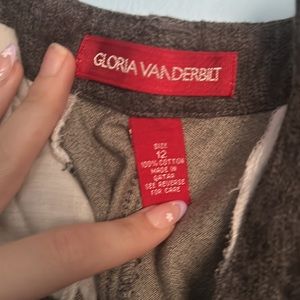 GLORIA VANDERBILT
SIZE
12
100% COTTON
MADE IN
QATAR
SEE REVERSE
FOR CARE